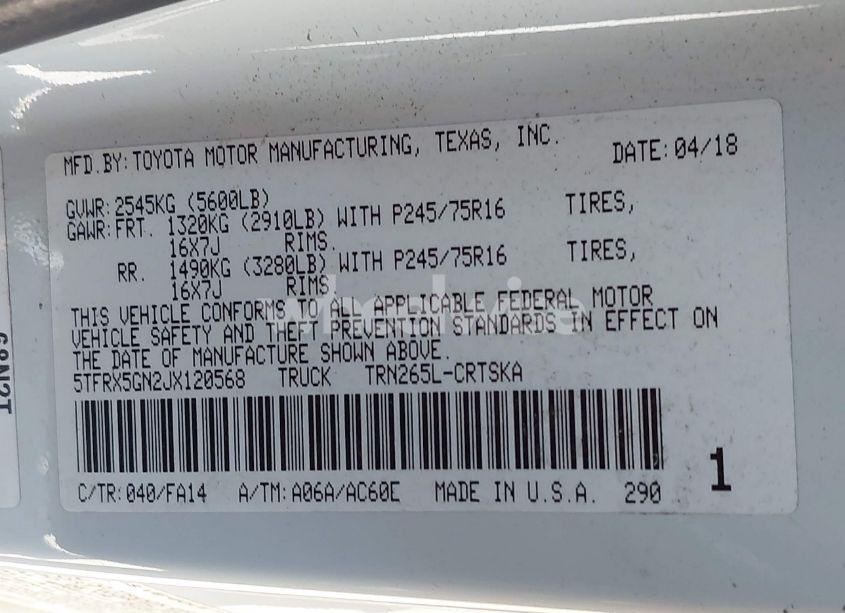 MFD.BY:TOYOTA MOTOR MANUFACTURING, TEXAS, INC. DATE:04/18
GVWR:2545KG (5600LB)
GAWR:FRT. 1320KG (2910LB) WITH P245/75R16 TIRES,
16X7J RIMS.
RR. 1490KG (3280LB) WITH P245/75R16 TIRES,
16X7J RIMS.
THIS VEHICLE CONFORMS TO ALL APPLICABLE FEDERAL MOTOR
VEHICLE SAFETY AND THEFT PREVENTION STANDARDS IN EFFECT ON
THE DATE OF MANUFACTURE SHOWN ABOVE.
5TFRX5GN2JX120568 TRUCK TRN265L-CRTSKA
C/TR:040/FA14 A/TM:A06A/AC60E MADE IN U.S.A. 290 1